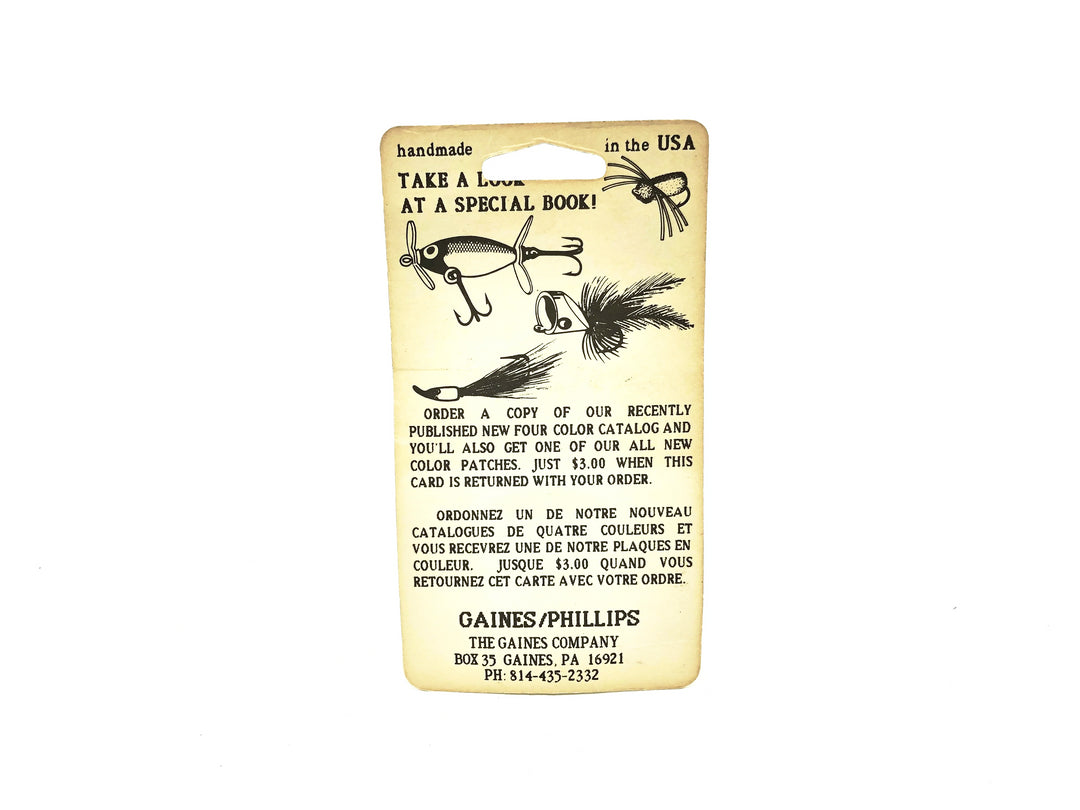 handmade in the USA
TAKE A LOOK
AT A SPECIAL BOOK!
ORDER A COPY OF OUR RECENTLY
PUBLISHED NEW FOUR COLOR CATALOG AND
YOU'LL ALSO GET ONE OF OUR ALL NEW
COLOR PATCHES. JUST $3.00 WHEN THIS
CARD IS RETURNED WITH YOUR ORDER.
ORDONNEZ UN DE NOTRE NOUVEAU
CATALOGUES DE QUATRE COULEURS ET
VOUS RECEVREZ UNE DE NOTRE PLAQUES EN
COULEUR. JUSQUE $3.00 QUAND VOUS
RETOURNEZ CET CARTE AVEC VOTRE ORDRE.
GAINES/PHILLIPS
THE GAINES COMPANY
BOX 35 GAINES, PA 16921
PH: 814-435-2332